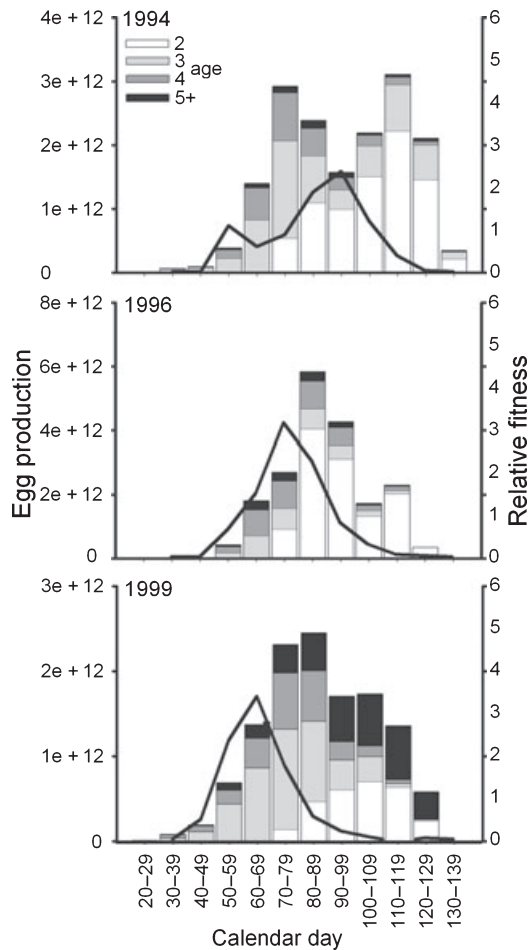 4e + 12
1994
6
2
3
age
4
5+
3e + 12
5
4
2e + 12
3
2
1e + 12
1
0
0
8e + 12
1996
6
5
6e + 12
4
4e + 12
3
2
2e + 12
1
0
0
Egg production
Relative fitness
3e + 12
1999
6
5
2e + 12
4
3
1e + 12
2
1
0
0
20–29
30–39
40–49
50–59
60–69
70–79
80–89
90–99
100–109
110–119
120–129
130–139
Calendar day